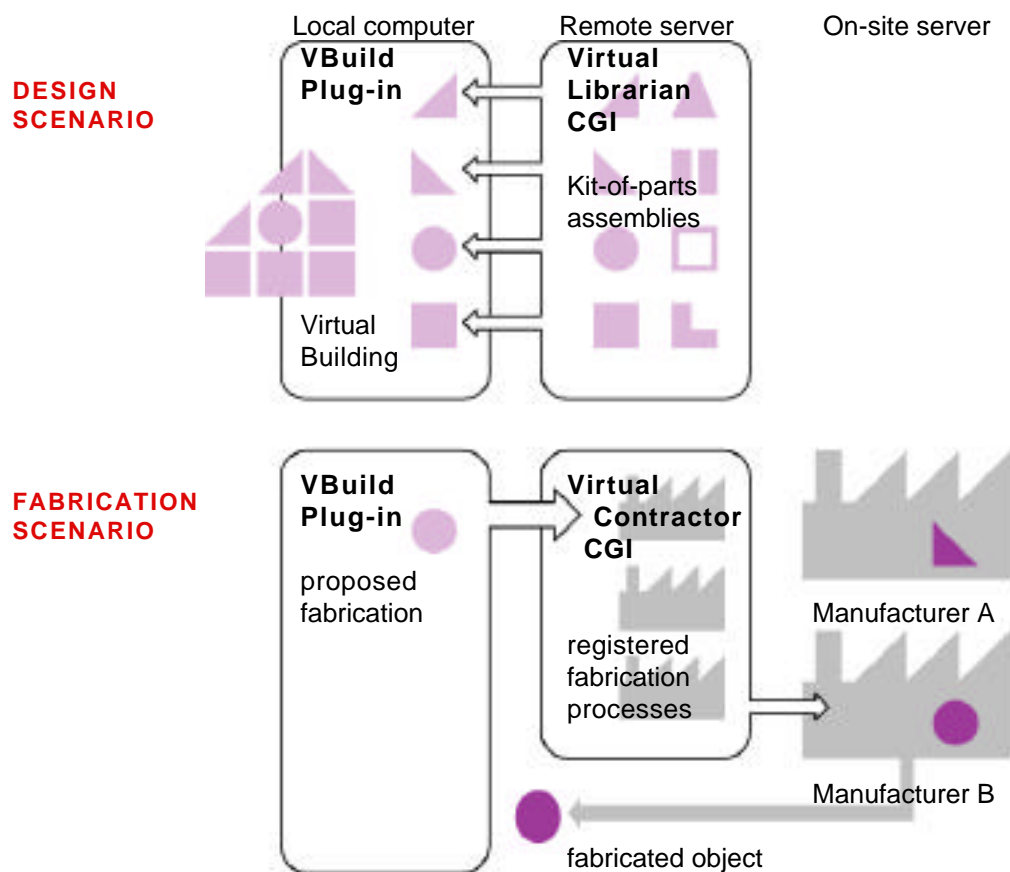 Local computer
Remote server
On-site server
DESIGN
SCENARIO
VBuild
Plug-in
Virtual
Building
Virtual
Librarian
CGI
Kit-of-parts
assemblies
FABRICATION
SCENARIO
VBuild
Plug-in
proposed
fabrication
Virtual
Contractor
CGI
registered
fabrication
processes
Manufacturer A
Manufacturer B
fabricated object